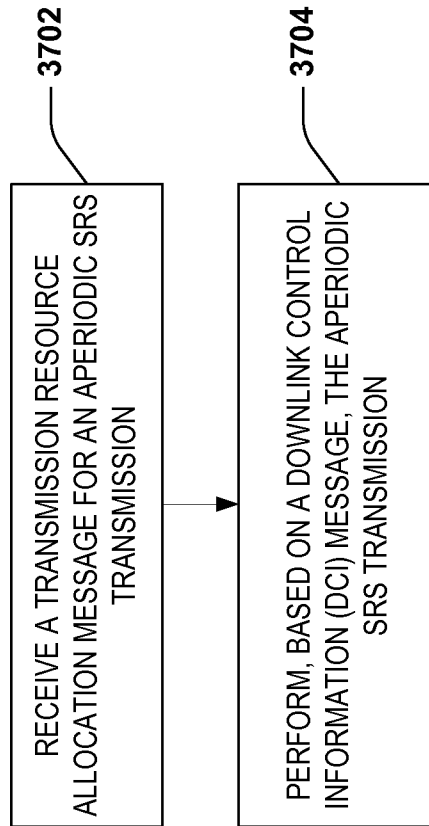 RECEIVE A TRANSMISSION RESOURCE
ALLOCATION MESSAGE FOR AN APERIODIC SRS
TRANSMISSION
3702
PERFORM, BASED ON A DOWNLINK CONTROL
INFORMATION (DCI) MESSAGE, THE APERIODIC
SRS TRANSMISSION
3704